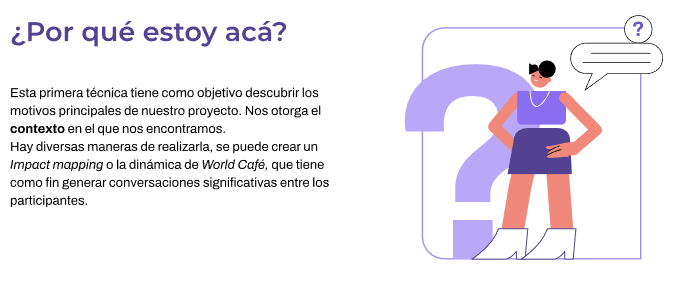 ¿Por qué estoy acá?
?
Esta primera técnica tiene como objetivo descubrir los
motivos principales de nuestro proyecto. Nos otorga el
contexto en el que nos encontramos.
Hay diversas maneras de realizarla, se puede crear un
Impact mapping o la dinámica de World Café, que tiene
como fin generar conversaciones significativas entre los
participantes.
?